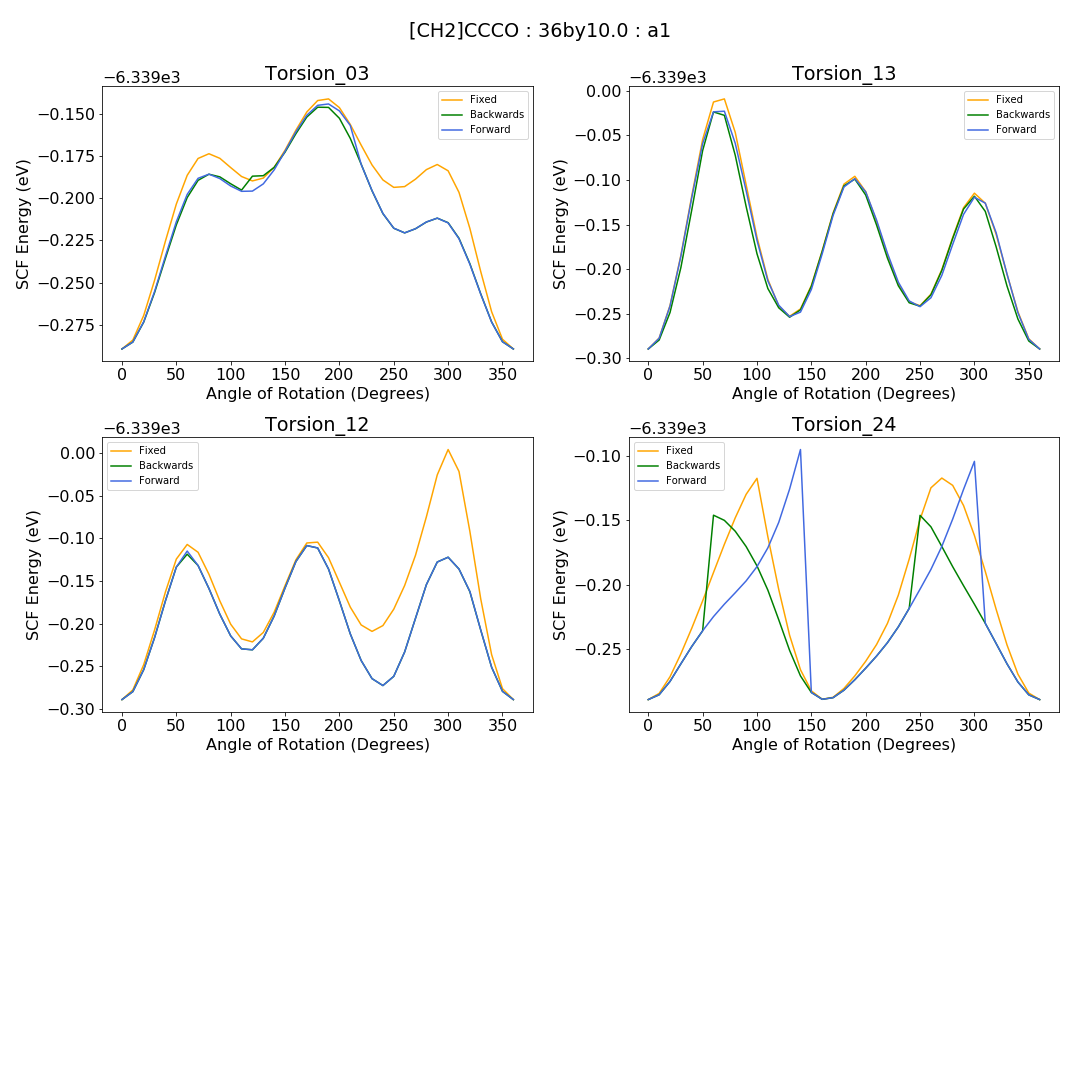 [CH2]CCCO : 36by10.0 : a1
−6.339e3
Torsion_03
−0.150
−0.175
−0.200
−0.225
−0.250
−0.275
SCF Energy (eV)
Fixed
Backwards
Forward
0 50 100 150 200 250 300 350
Angle of Rotation (Degrees)
−6.339e3
Torsion_13
0.00
−0.05
−0.10
−0.15
−0.20
−0.25
−0.30
SCF Energy (eV)
Fixed
Backwards
Forward
0 50 100 150 200 250 300 350
Angle of Rotation (Degrees)
−6.339e3
Torsion_12
0.00
−0.05
−0.10
−0.15
−0.20
−0.25
−0.30
SCF Energy (eV)
Fixed
Backwards
Forward
0 50 100 150 200 250 300 350
Angle of Rotation (Degrees)
−6.339e3
Torsion_24
−0.10
−0.15
−0.20
−0.25
SCF Energy (eV)
Fixed
Backwards
Forward
0 50 100 150 200 250 300 350
Angle of Rotation (Degrees)